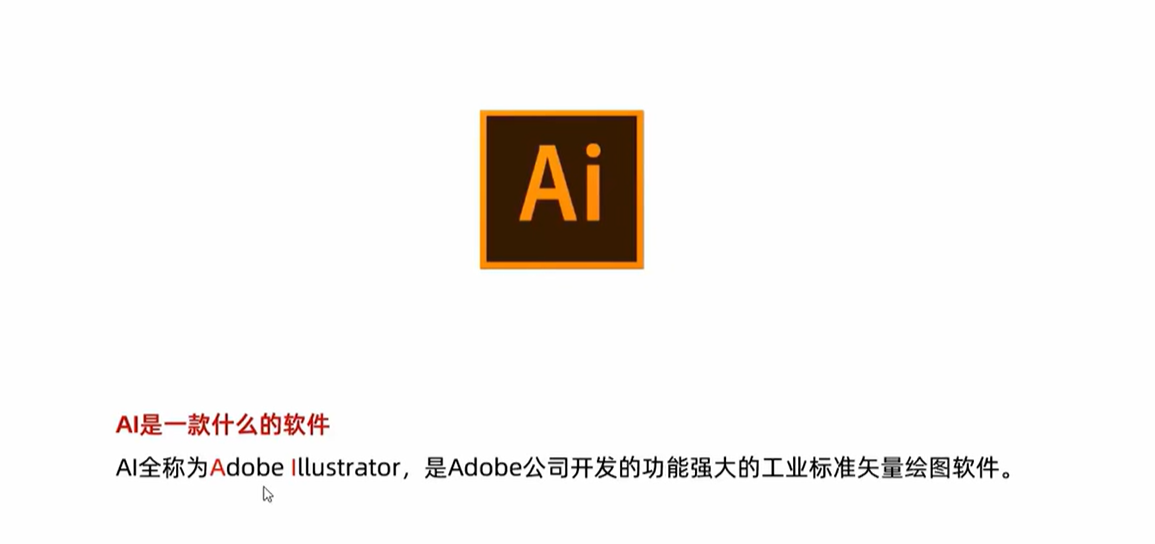 Ai
AI是一款什么的软件
AI全称为Adobe Illustrator，是Adobe公司开发的功能强大的工业标准矢量绘图软件。